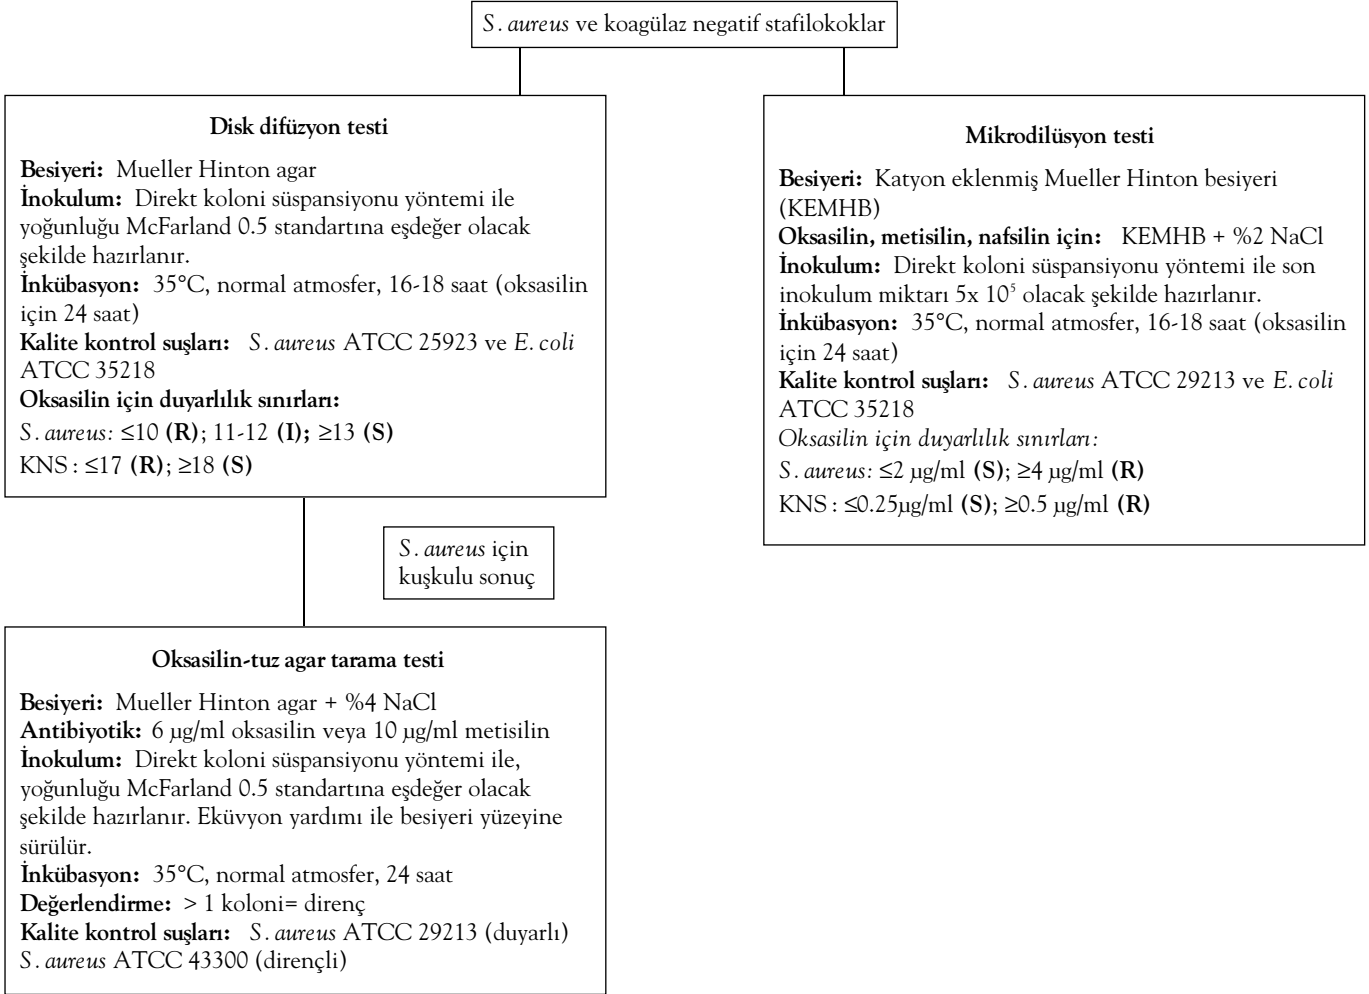 S. aureus ve koagülaz negatif stafilokoklar
Disk difüzyon testi
Besiyeri: Mueller Hinton agar
İnokulum: Direkt koloni süspansiyonu yöntemi ile
yoğunluğu McFarland 0.5 standartına eşdeğer olacak
şekilde hazırlanır.
İnkübasyon: 35°C, normal atmosfer, 16-18 saat (oksasilin
için 24 saat)
Kalite kontrol suşları: S. aureus ATCC 25923 ve E. coli
ATCC 35218
Oksasilin için duyarlılık sınırları:
S. aureus: ≤10 (R); 11-12 (I); ≥13 (S)
KNS : ≤17 (R); ≥18 (S)
Mikrodilüsyon testi
Besiyeri: Katyon eklenmiş Mueller Hinton besiyeri
(KEMHB)
Oksasilin, metisilin, nafsilin için: KEMHB + %2 NaCl
İnokulum: Direkt koloni süspansiyonu yöntemi ile son
inokulum miktarı 5x 10⁵ olacak şekilde hazırlanır.
İnkübasyon: 35°C, normal atmosfer, 16-18 saat (oksasilin
için 24 saat)
Kalite kontrol suşları: S. aureus ATCC 29213 ve E. coli
ATCC 35218
Oksasilin için duyarlılık sınırları:
S. aureus: ≤2 µg/ml (S); ≥4 µg/ml (R)
KNS : ≤0.25µg/ml (S); ≥0.5 µg/ml (R)
S. aureus için
kuşkulu sonuç
Oksasilin-tuz agar tarama testi
Besiyeri: Mueller Hinton agar + %4 NaCl
Antibiyotik: 6 µg/ml oksasilin veya 10 µg/ml metisilin
İnokulum: Direkt koloni süspansiyonu yöntemi ile,
yoğunluğu McFarland 0.5 standartına eşdeğer olacak
şekilde hazırlanır. Eküvyon yardımı ile besiyeri yüzeyine
sürülür.
İnkübasyon: 35°C, normal atmosfer, 24 saat
Değerlendirme: > 1 koloni= direnç
Kalite kontrol suşları: S. aureus ATCC 29213 (duyarlı)
S. aureus ATCC 43300 (dirençli)